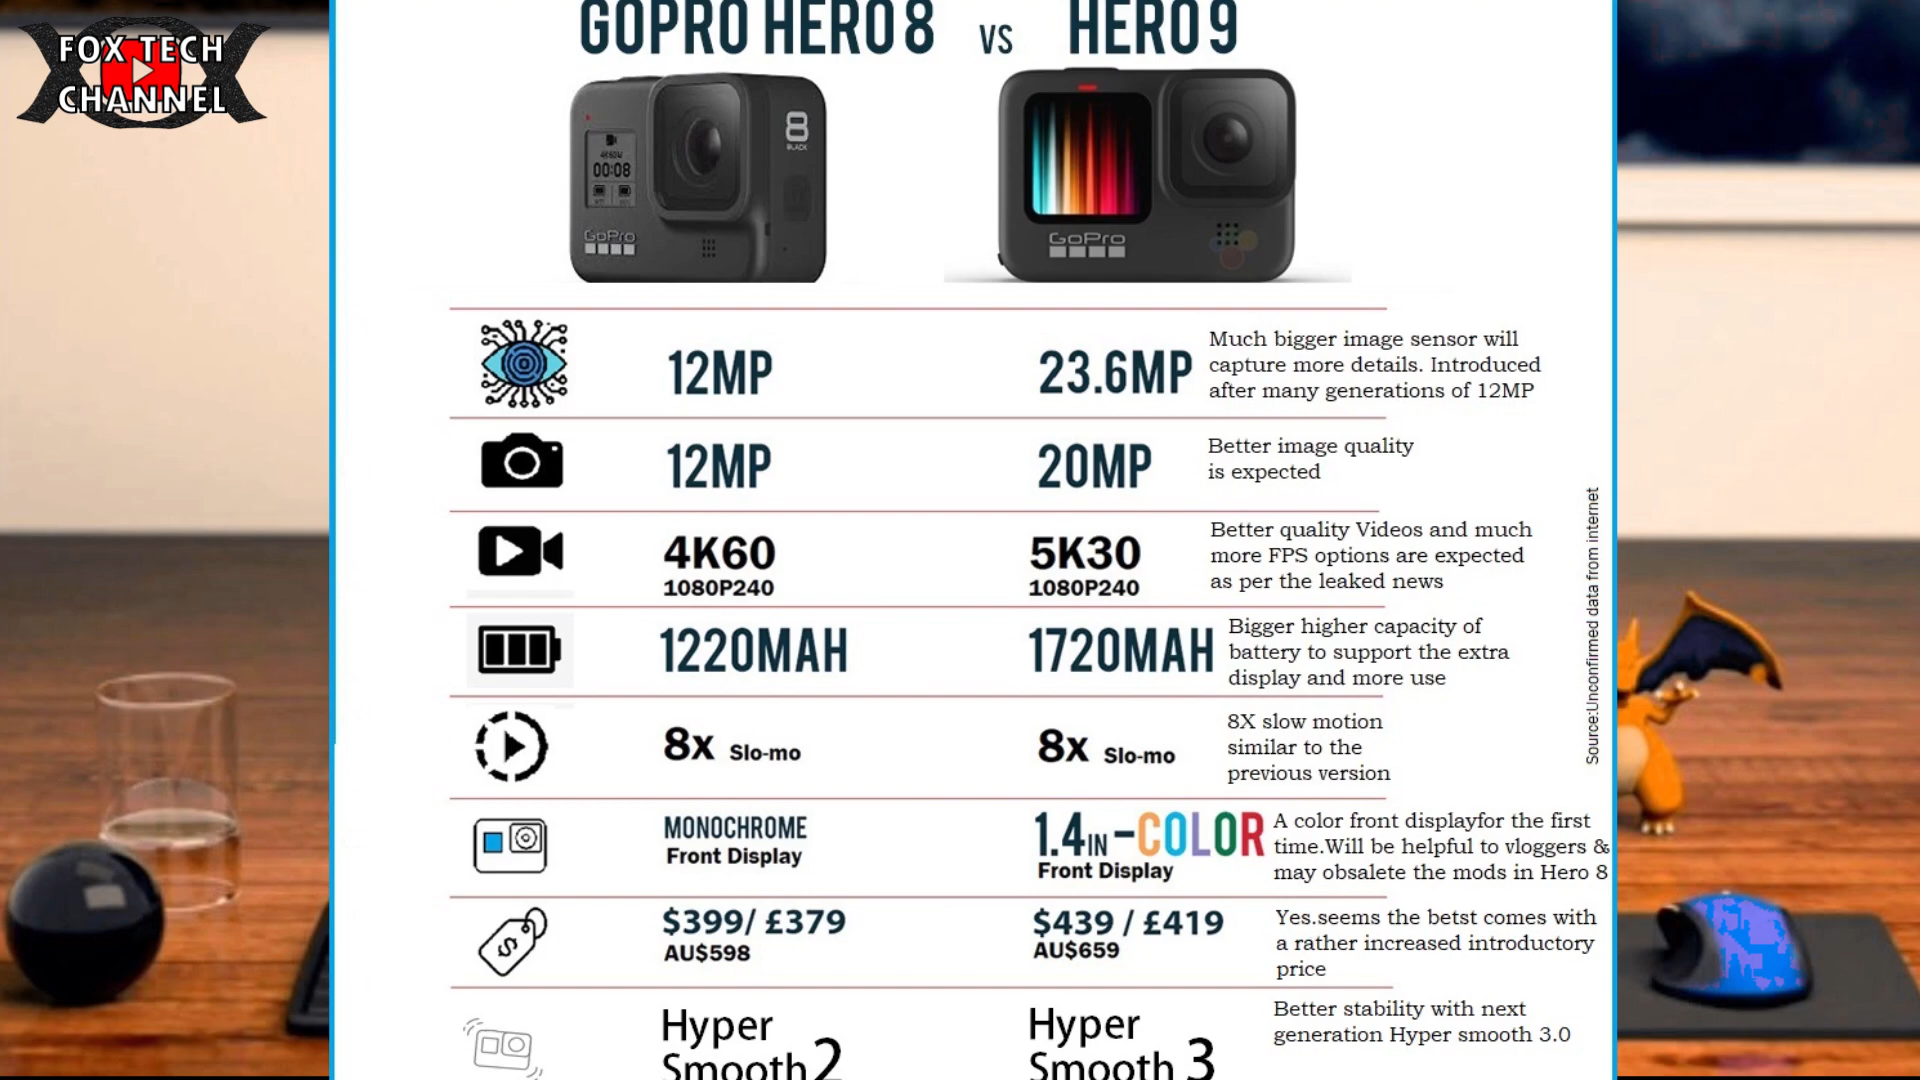 FOX TECH
CHANNEL
GOPRO HERO 8 VS HERO 9
8
BLACK
00:08
GoPro
GoPro
12MP
23.6MP
Much bigger image sensor will
capture more details. Introduced
after many generations of 12MP
12MP
20MP
Better image quality
is expected
4K60
1080P240
5K30
1080P240
Better quality Videos and much
more FPS options are expected
as per the leaked news
1220MAH
1720MAH
Bigger higher capacity of
battery to support the extra
display and more use
8x Slo-mo
8x Slo-mo
8X slow motion
similar to the
previous version
MONOCHROME
Front Display
1.4IN-COLOR
Front Display
A color front displayfor the first
time.Will be helpful to vloggers &
may obsalete the mods in Hero 8
$399/ £379
AU$598
$439 / £419
AU$659
Yes.seems the betst comes with
a rather increased introductory
price
Hyper
Smooth 2
Hyper
Smooth 3
Better stability with next
generation Hyper smooth 3.0
Source:Unconfirmed data from internet